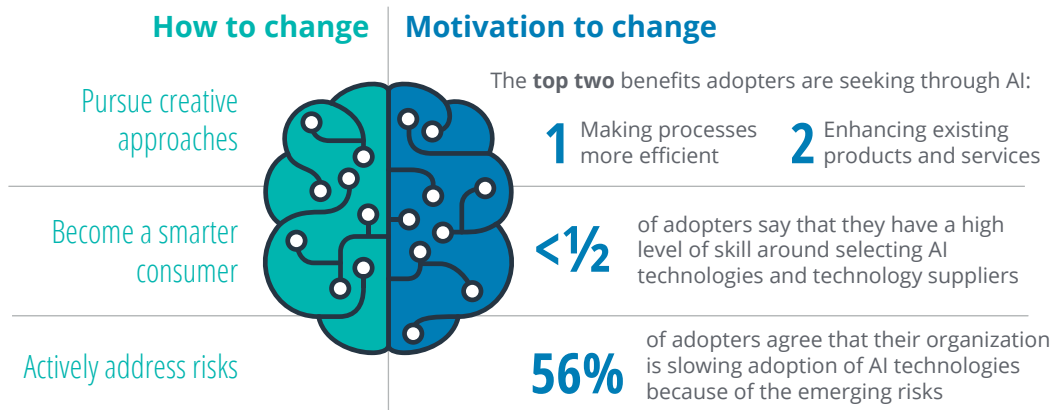 How to change
Motivation to change
Pursue creative
approaches
The top two benefits adopters are seeking through AI:
1 Making processes
more efficient
2 Enhancing existing
products and services
Become a smarter
consumer
<½ of adopters say that they have a high
level of skill around selecting AI
technologies and technology suppliers
Actively address risks
56% of adopters agree that their organization
is slowing adoption of AI technologies
because of the emerging risks